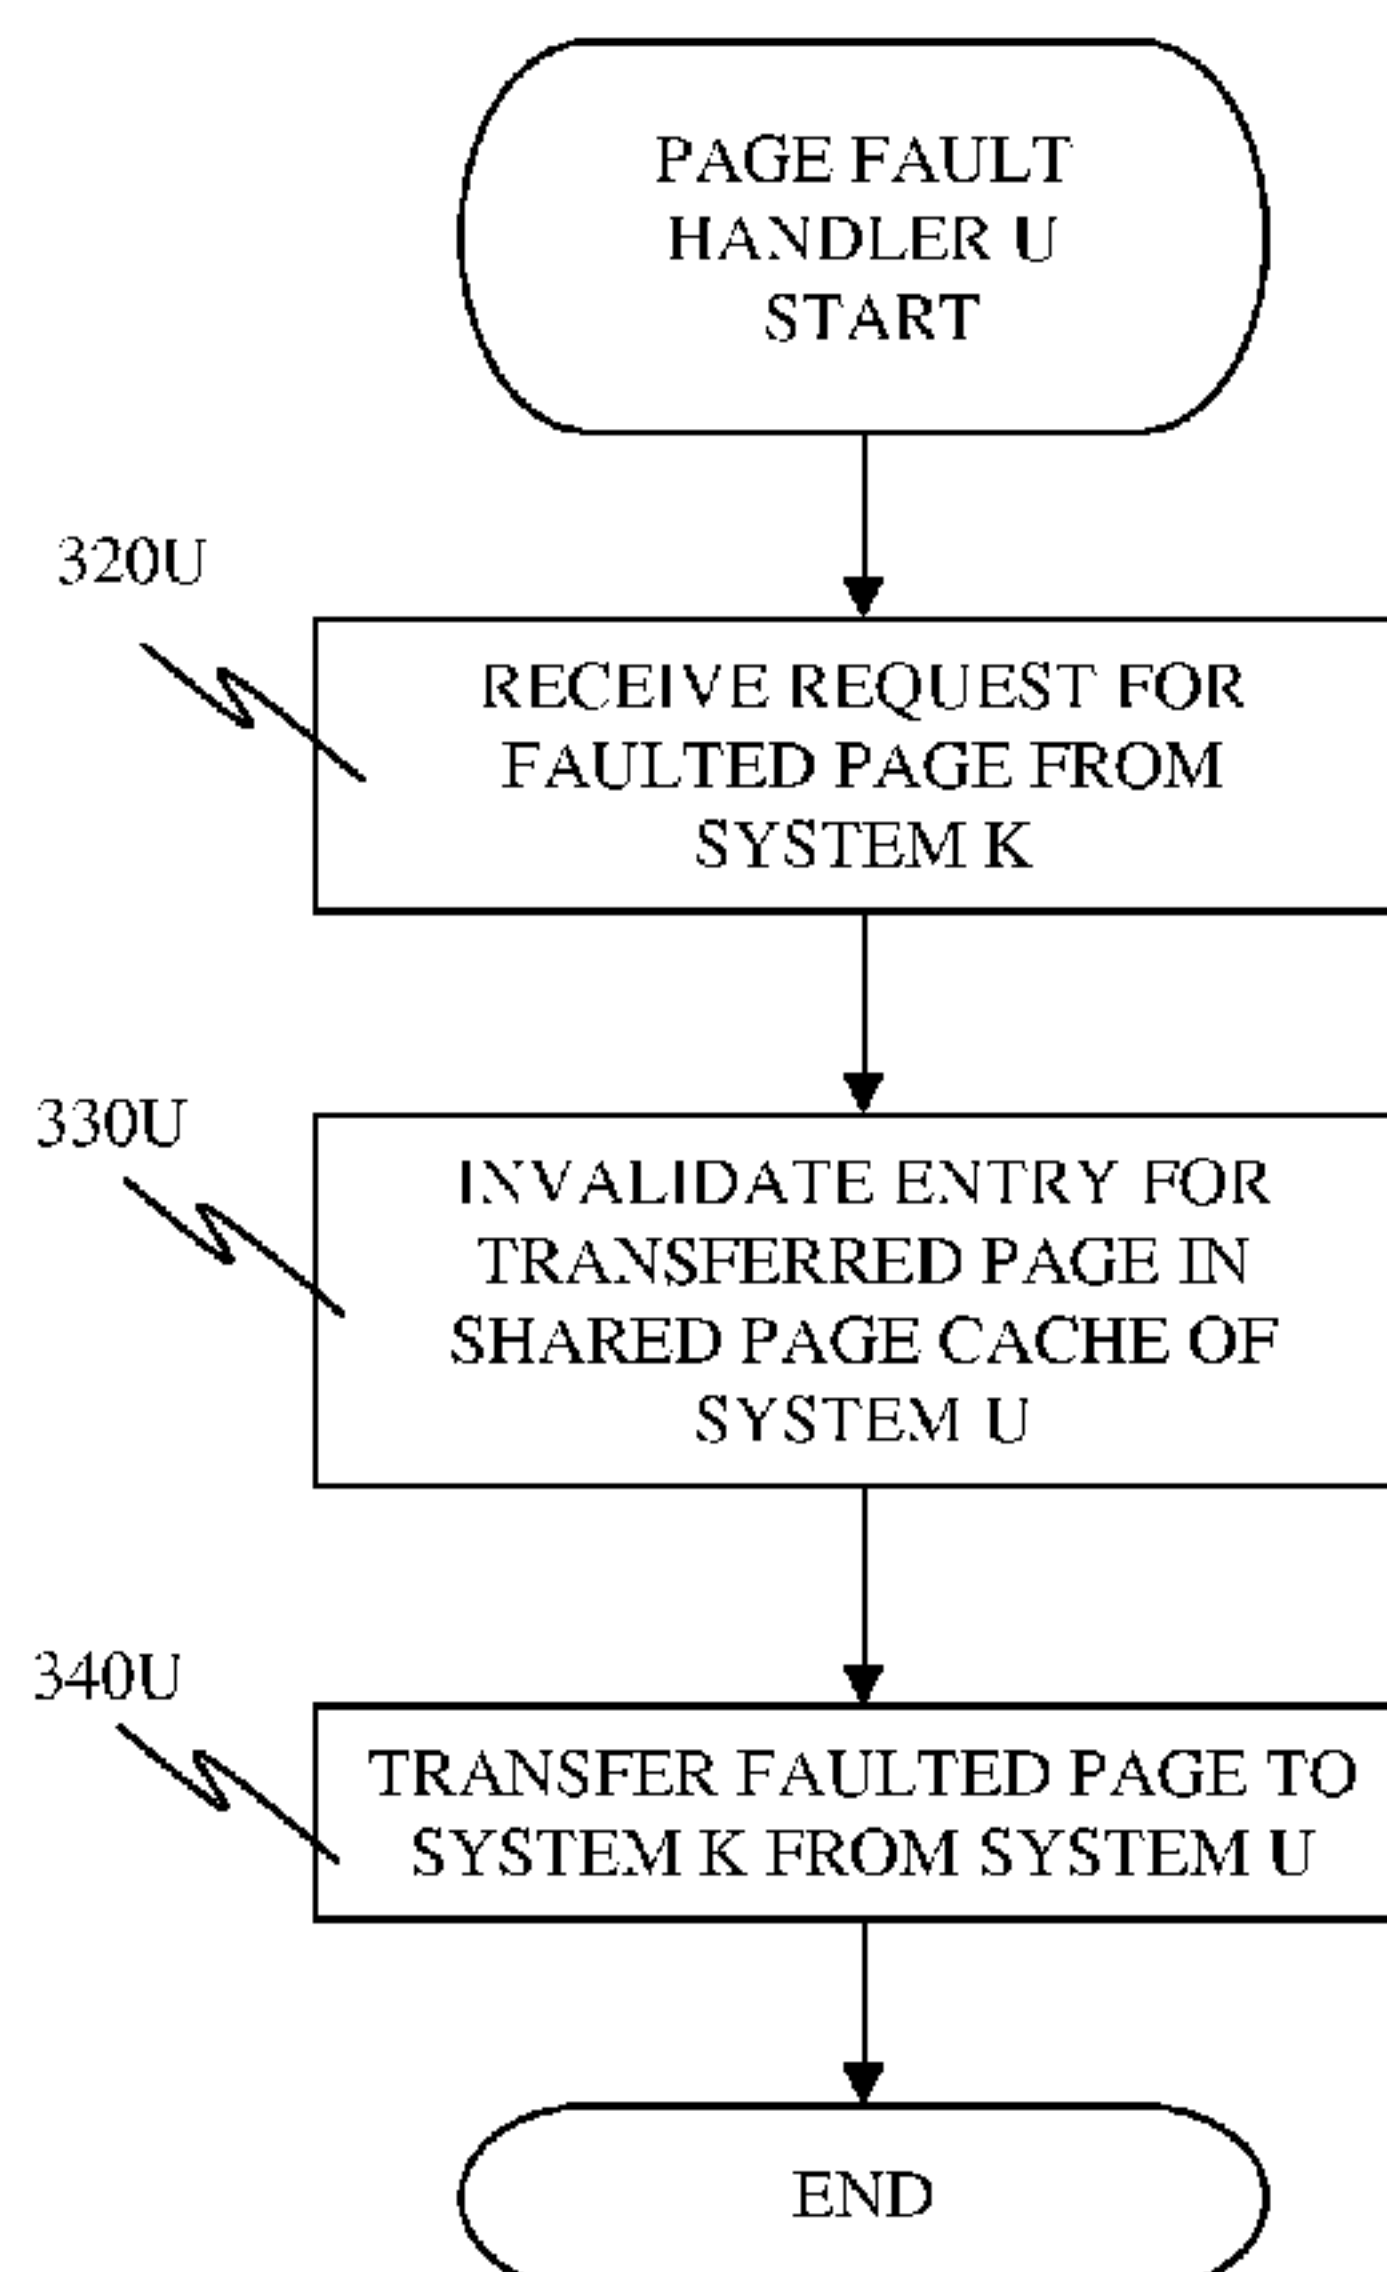 PAGE FAULT
HANDLER U
START
320U
RECEIVE REQUEST FOR
FAULTED PAGE FROM
SYSTEM K
330U
INVALIDATE ENTRY FOR
TRANSFERRED PAGE IN
SHARED PAGE CACHE OF
SYSTEM U
340U
TRANSFER FAULTED PAGE TO
SYSTEM K FROM SYSTEM U
END